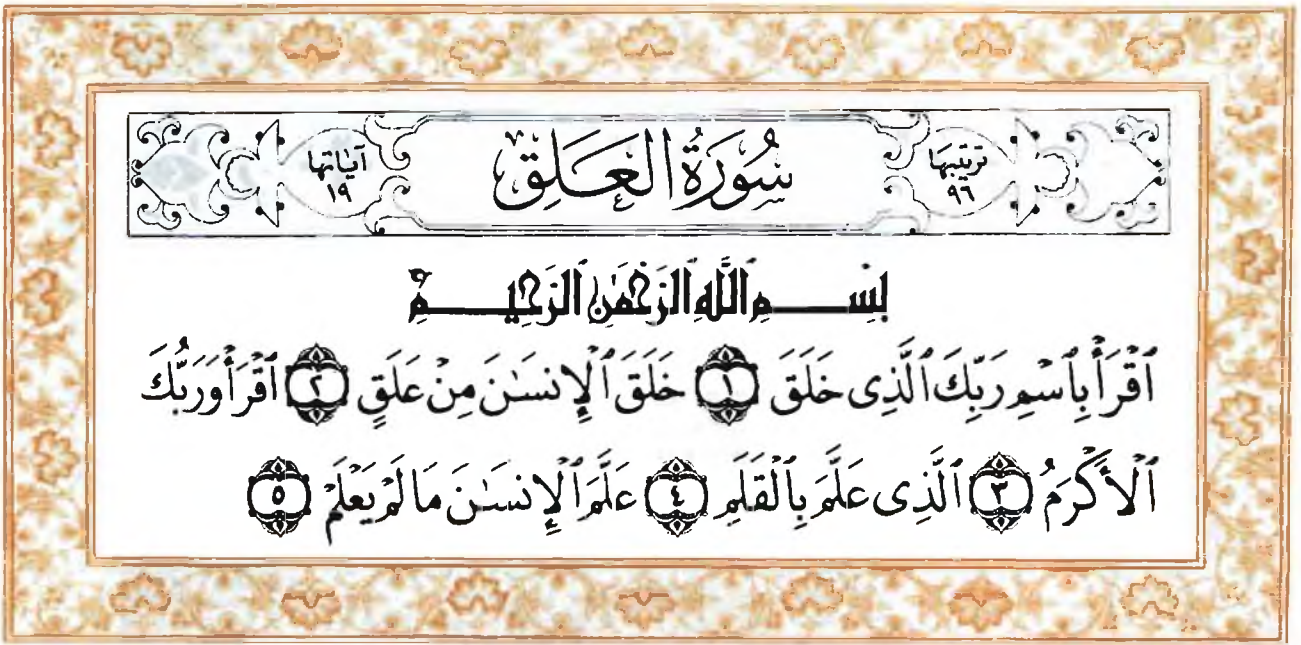 ترتيبها
٩٦
سُورَةُ العَلَقِ
آياتها
١٩
بِسْمِ ٱللَّهِ ٱلرَّحْمَٰنِ ٱلرَّحِيمِ
ٱقْرَأْ بِٱسْمِ رَبِّكَ ٱلَّذِى خَلَقَ ١ خَلَقَ ٱلْإِنسَٰنَ مِنْ عَلَقٍ ٢ ٱقْرَأْ وَرَبُّكَ
ٱلْأَكْرَمُ ٣ ٱلَّذِى عَلَّمَ بِٱلْقَلَمِ ٤ عَلَّمَ ٱلْإِنسَٰنَ مَا لَمْ يَعْلَمْ ٥